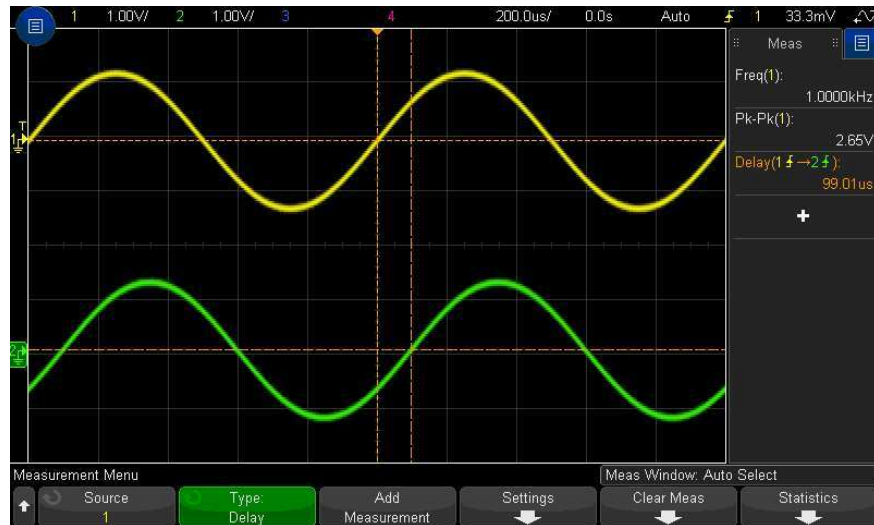 1 1.00V/ 2 1.00V/ 3 4 200.0us/ 0.0s Auto 1 33.3mV
Meas
Freq(1):
1.0000kHz
Pk-Pk(1):
2.65V
Delay(1→2):
99.01us
+
T
1
2
Measurement Menu
Meas Window: Auto Select
Source
1
Type:
Delay
Add
Measurement
Settings
Clear Meas
Statistics